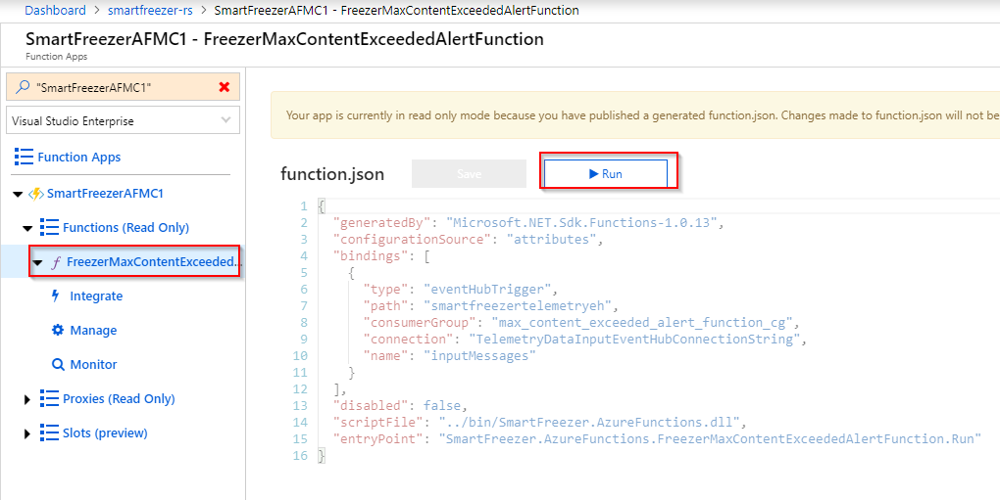 Dashboard > smartfreezer-rs > SmartFreezerAFMC1 - FreezerMaxContentExceededAlertFunction
SmartFreezerAFMC1 - FreezerMaxContentExceededAlertFunction
Function Apps
"SmartFreezerAFMC1"
Visual Studio Enterprise
Function Apps
SmartFreezerAFMC1
Functions (Read Only)
f FreezerMaxContentExceeded...
Integrate
Manage
Monitor
Proxies (Read Only)
Slots (preview)
Your app is currently in read only mode because you have published a generated function.json. Changes made to function.json will not be
function.json
Save
Run
1 {
2 "generatedBy": "Microsoft.NET.Sdk.Functions-1.0.13",
3 "configurationSource": "attributes",
4 "bindings": [
5 {
6 "type": "eventHubTrigger",
7 "path": "smartfreezertelemetryeh",
8 "consumerGroup": "max_content_exceeded_alert_function_cg",
9 "connection": "TelemetryDataInputEventHubConnectionString",
10 "name": "inputMessages"
11 }
12 ],
13 "disabled": false,
14 "scriptFile": "../bin/SmartFreezer.AzureFunctions.dll",
15 "entryPoint": "SmartFreezer.AzureFunctions.FreezerMaxContentExceededAlertFunction.Run"
16 }